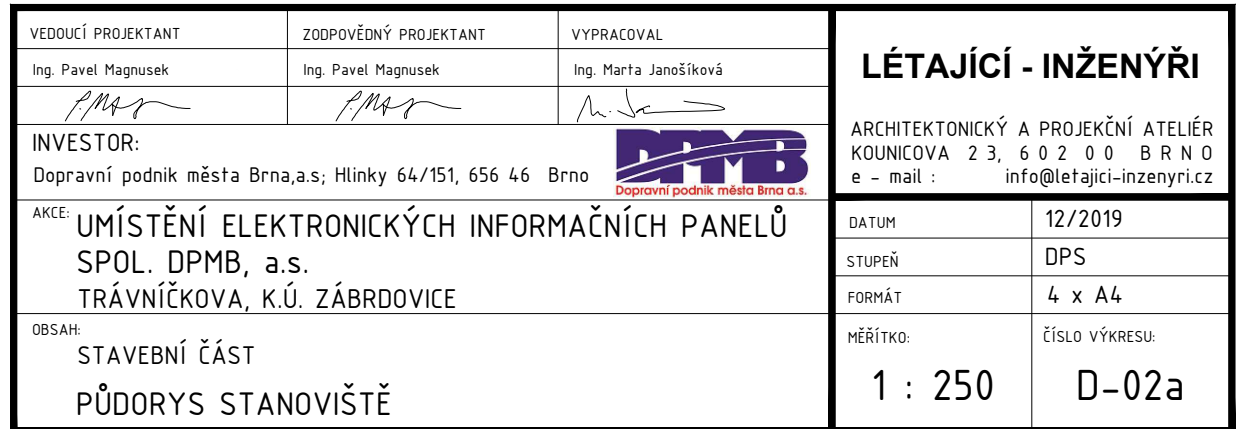 VEDOUCÍ PROJEKTANT ZODPOVĚDNÝ PROJEKTANT VYPRACOVAL
Ing. Pavel Magnusek Ing. Pavel Magnusek Ing. Marta Janošíková
INVESTOR:
Dopravní podnik města Brna,a.s; Hlinky 64/151, 656 46 Brno
DPMB
Dopravní podnik města Brna a.s.
AKCE: UMÍSTĚNÍ ELEKTRONICKÝCH INFORMAČNÍCH PANELŮ
SPOL. DPMB, a.s.
TRÁVNÍČKOVA, K.Ú. ZÁBRDOVICE
OBSAH:
STAVEBNÍ ČÁST
PŮDORYS STANOVIŠTĚ
LÉTAJÍCÍ - INŽENÝŘI
ARCHITEKTONICKÝ A PROJEKČNÍ ATELIÉR
KOUNICOVA 23, 602 00 BRNO
e - mail : info@letajici-inzenyri.cz
DATUM 12/2019
STUPEŇ DPS
FORMÁT 4 x A4
MĚŘÍTKO: ČÍSLO VÝKRESU:
1 : 250 D-02a